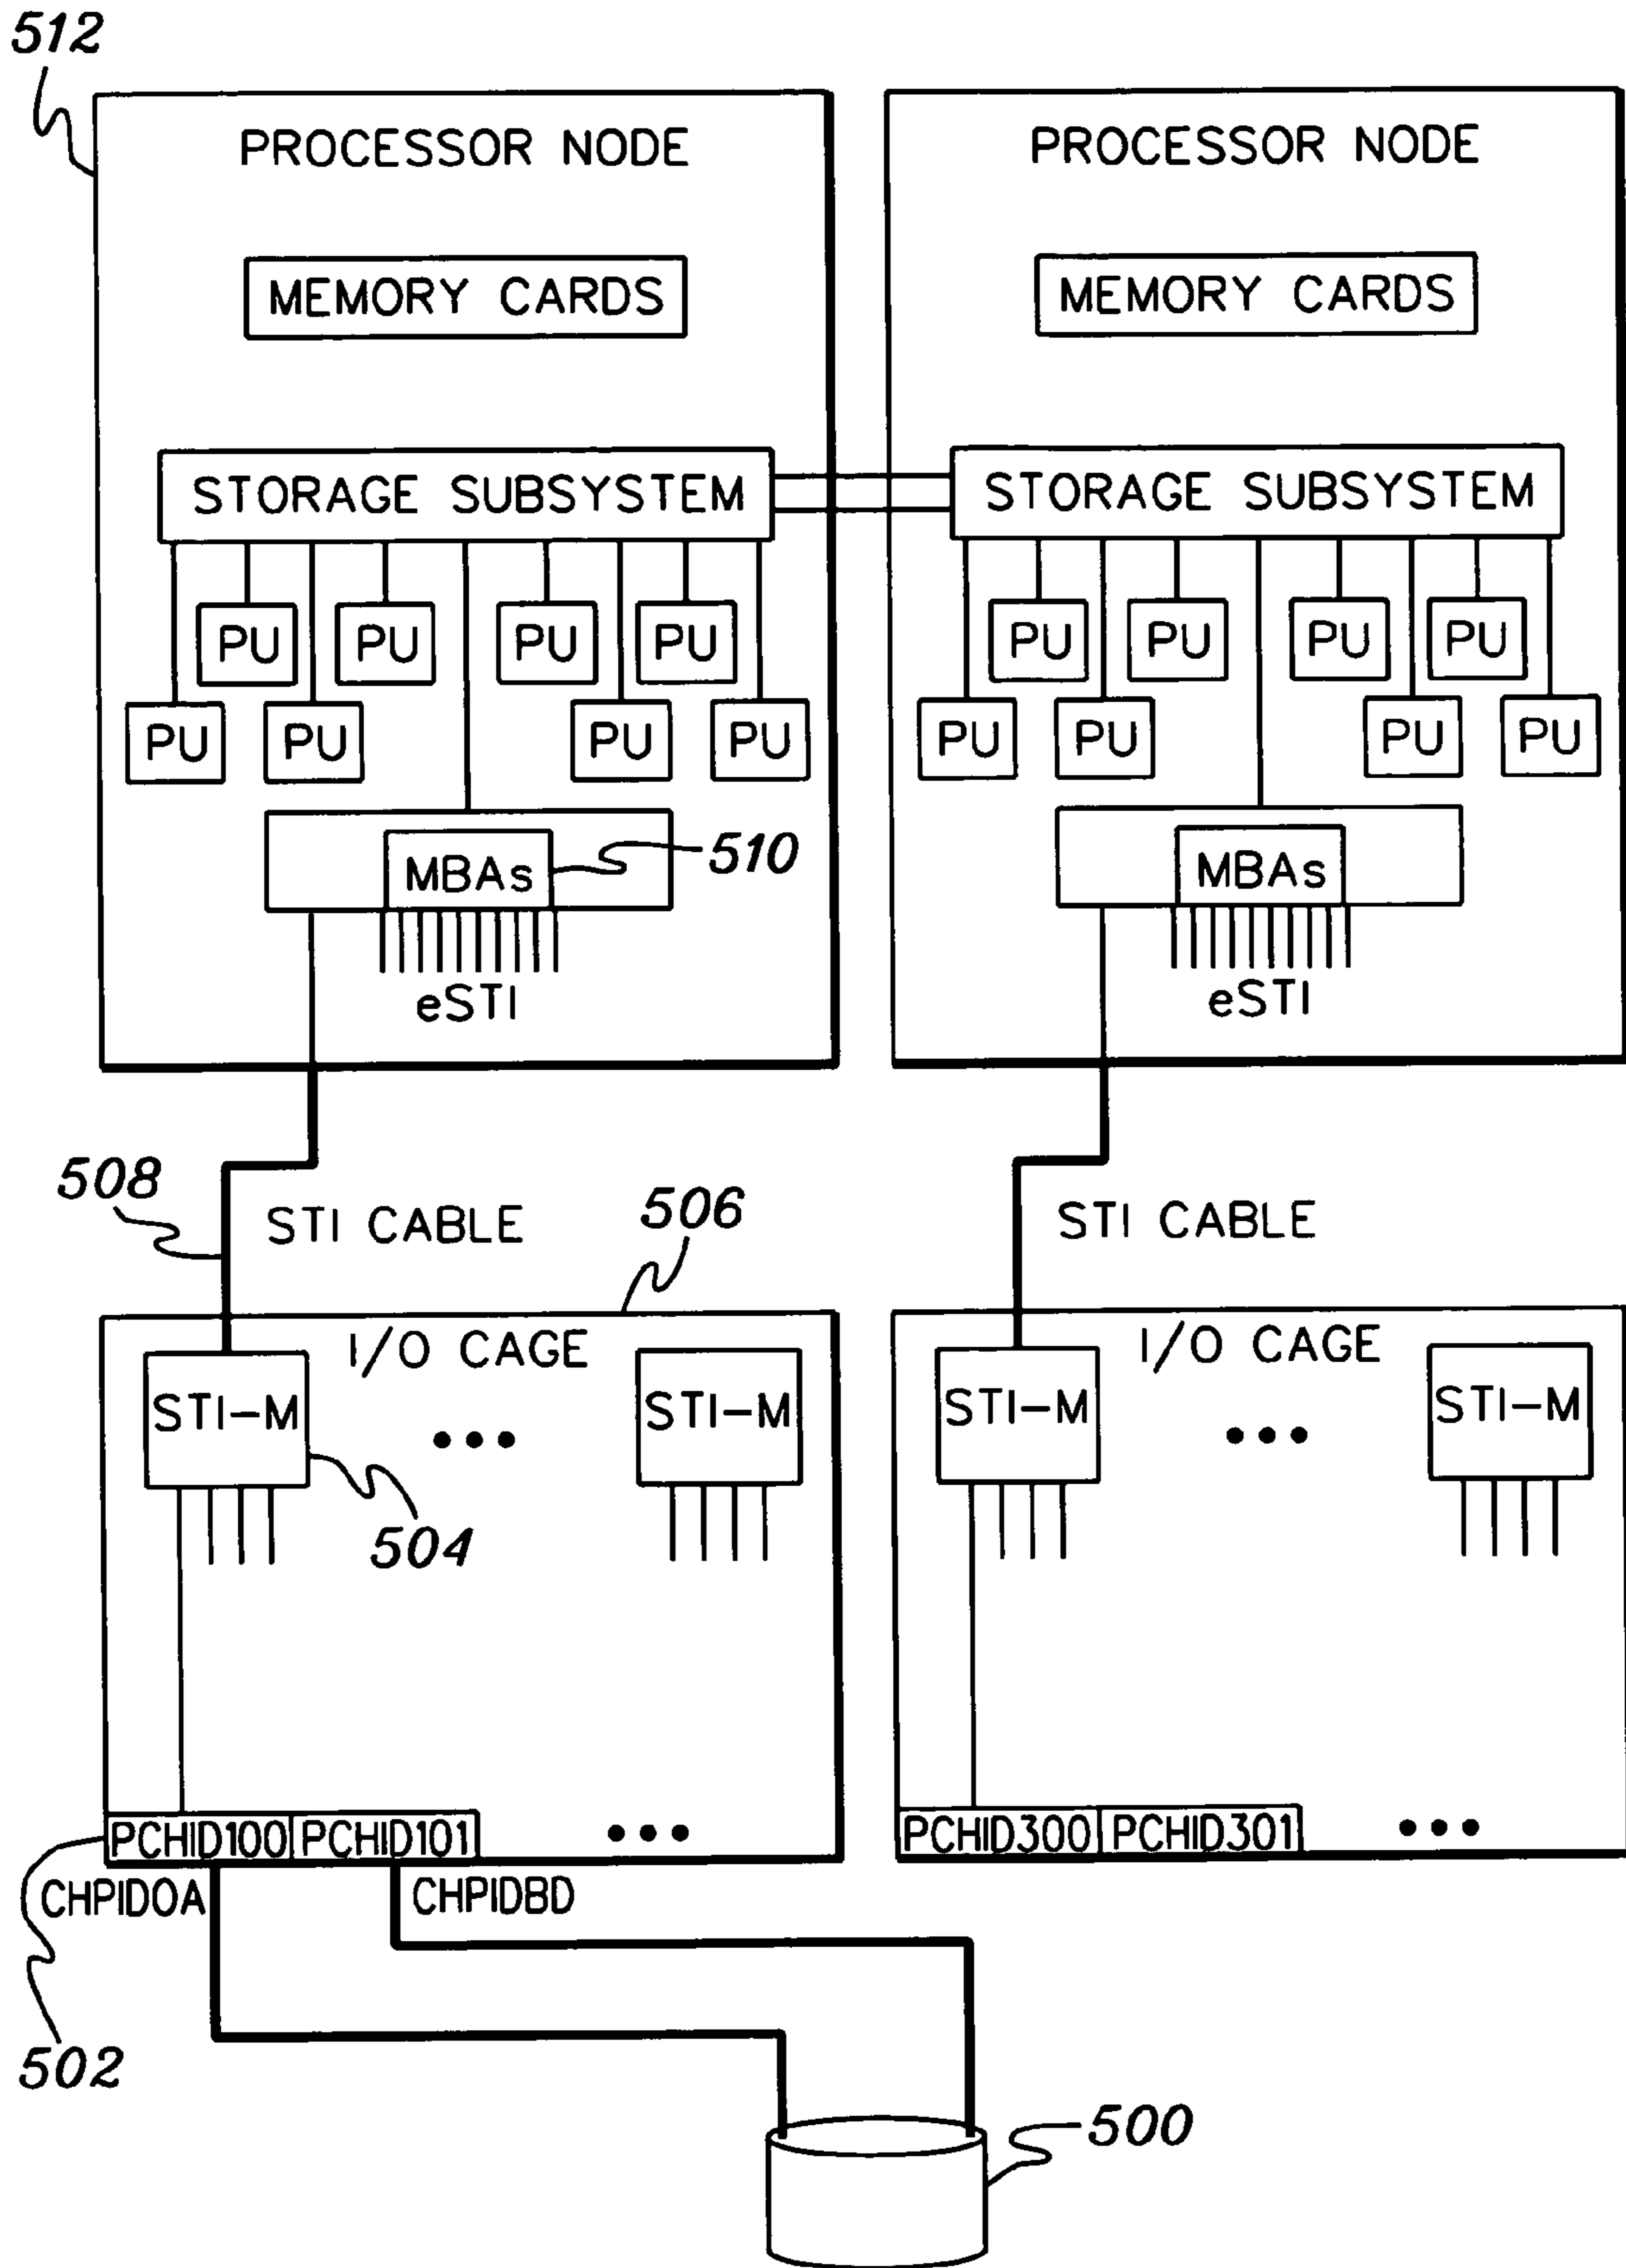 512
PROCESSOR NODE
PROCESSOR NODE
MEMORY CARDS
MEMORY CARDS
STORAGE SUBSYSTEM
STORAGE SUBSYSTEM
PU PU PU PU
PU PU PU PU
PU PU PU PU
PU PU PU PU
MBAs
510
MBAs
eSTI
eSTI
508
STI CABLE
506
STI CABLE
I/O CAGE
I/O CAGE
STI-M
STI-M
STI-M
STI-M
504
PCHID100 PCHID101
PCHID300 PCHID301
CHPID0A
CHPIDBD
502
500